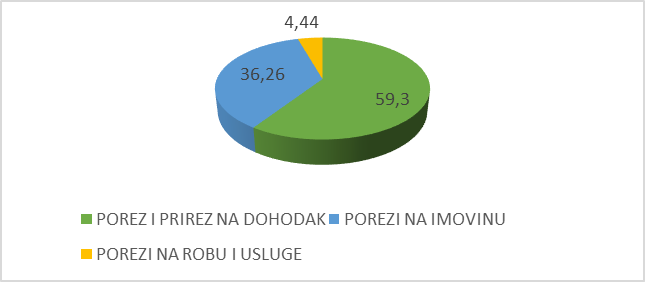 4,44
36,26
59,3
POREZ I PRIREZ NA DOHODAK POREZI NA IMOVINU
POREZI NA ROBU I USLUGE